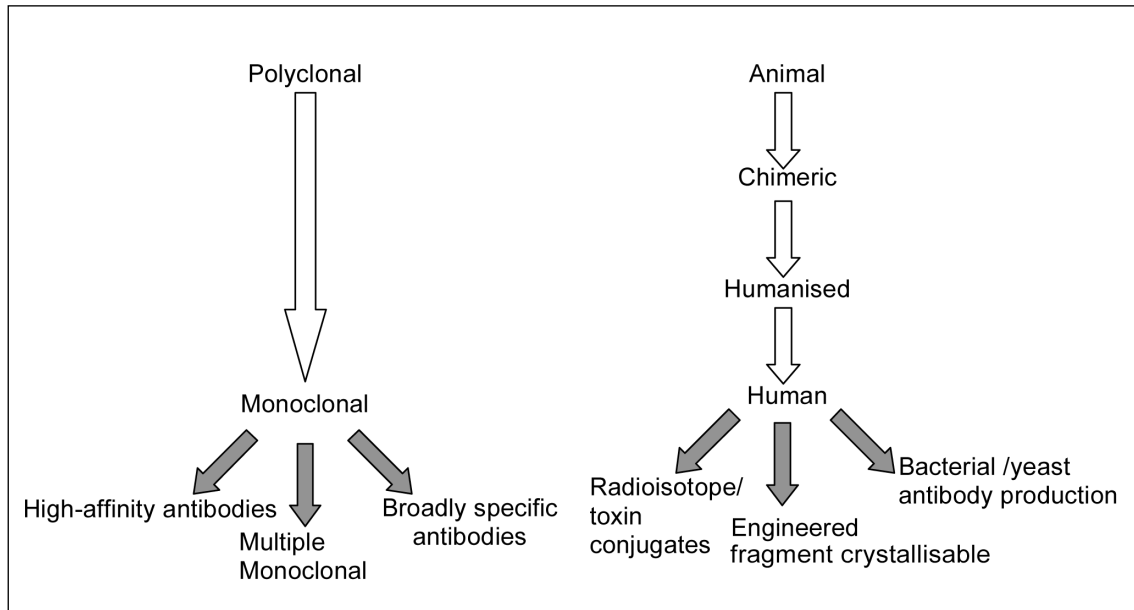 Polyclonal
Monoclonal
High-affinity antibodies
Multiple
Monoclonal
Broadly specific
antibodies
Animal
Chimeric
Humanised
Human
Radioisotope/
toxin
conjugates
Engineered
fragment crystallisable
Bacterial /yeast
antibody production